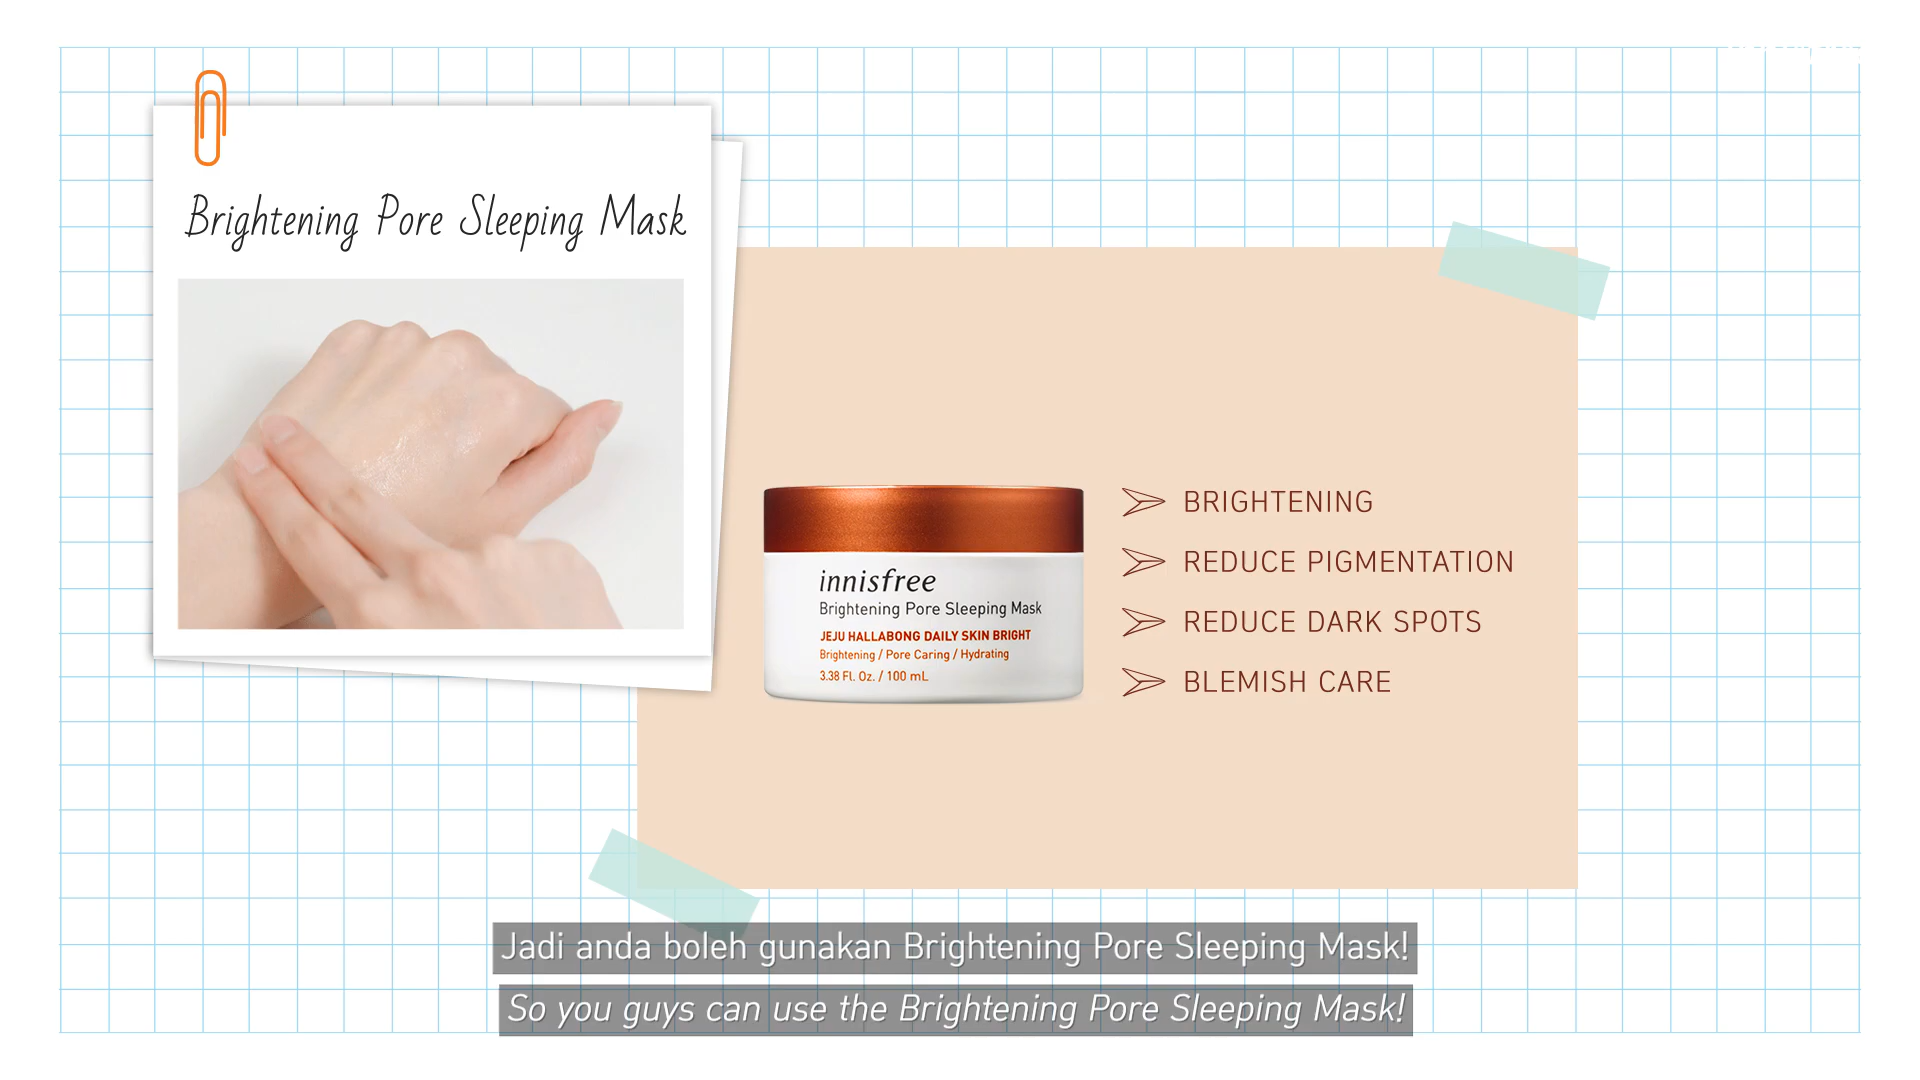 Brightening Pore Sleeping Mask
innisfree
Brightening Pore Sleeping Mask
JEJU HALLABONG DAILY SKIN BRIGHT
Brightening / Pore Caring / Hydrating
3.38 Fl. Oz. / 100 mL
BRIGHTENING
REDUCE PIGMENTATION
REDUCE DARK SPOTS
BLEMISH CARE
Jadi anda boleh gunakan Brightening Pore Sleeping Mask!
So you guys can use the Brightening Pore Sleeping Mask!